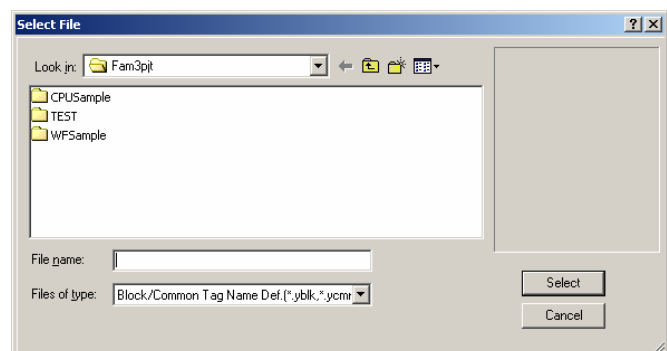 Select File
Look in: Fam3pjt
CPUSample
TEST
WFSample
File name:
Select
Files of type: Block/Common Tag Name Def.(*.yblk,*.ycmn
Cancel